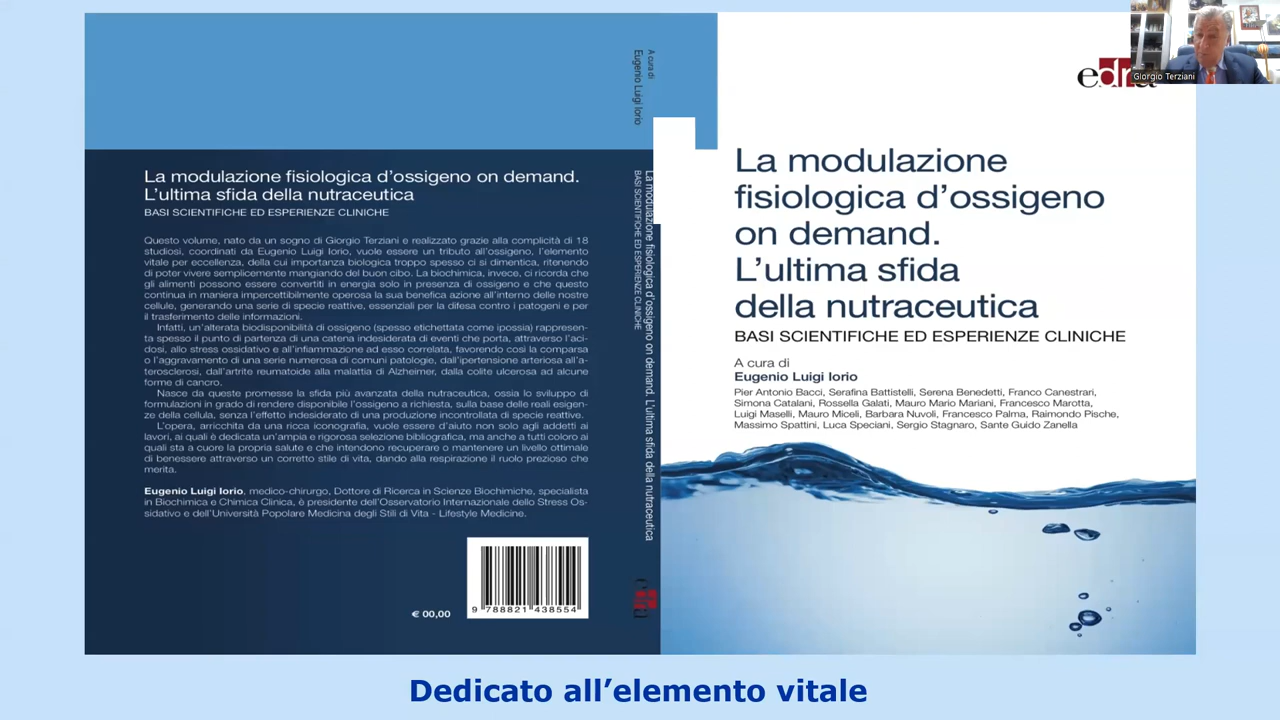 La modulazione fisiologica d'ossigeno on demand.
L'ultima sfida della nutraceutica
BASI SCIENTIFICHE ED ESPERIENZE CLINICHE
Questo volume, nato da un sogno di Giorgio Terziani e realizzato grazie alla complicità di 18
studiosi, coordinati da Eugenio Luigi Iorio, vuole essere un tributo all'ossigeno, l'elemento
vitale per eccellenza, della cui importanza biologica troppo spesso ci si dimentica, ritenendo
di poter vivere semplicemente mangiando del buon cibo. La biochimica, invece, ci ricorda che
gli alimenti possono essere convertiti in energia solo in presenza di ossigeno e che questo
continua in maniera impercettibilmente operosa la sua benefica azione all'interno delle nostre
cellule, generando una serie di specie reattive, essenziali per la difesa contro i patogeni e per
il trasferimento delle informazioni.
Infatti, un'alterata biodisponibilità di ossigeno (spesso etichettata come ipossia) rappresen-
ta spesso il punto di partenza di una catena indesiderata di eventi che porta, attraverso l'aci-
dosi, allo stress ossidativo e all'infiammazione ad esso correlata, favorendo così la comparsa
o l'aggravamento di una serie numerosa di comuni patologie, dall'ipertensione arteriosa all'a-
terosclerosi, dall'artrite reumatoide alla malattia di Alzheimer, dalla colite ulcerosa ad alcune
forme di cancro.
Nasce da queste promesse la sfida più avanzata della nutraceutica, ossia lo sviluppo di
formulazioni in grado di rendere disponibile l'ossigeno a richiesta, sulla base delle reali esigen-
ze della cellula, senza l'effetto indesiderato di una produzione incontrollata di specie reattive.
L'opera, arricchita da una ricca iconografia, vuole essere d'aiuto non solo agli addetti ai
lavori, ai quali è dedicata un'ampia e rigorosa selezione bibliografica, ma anche a tutti coloro ai
quali sta a cuore la propria salute e che intendono recuperare o mantenere un livello ottimale
di benessere attraverso un corretto stile di vita, dando alla respirazione il ruolo prezioso che
merita.
Eugenio Luigi Iorio, medico-chirurgo, Dottore di Ricerca in Scienze Biochimiche, specialista
in Biochimica e Chimica Clinica, è presidente dell'Osservatorio Internazionale dello Stress Os-
sidativo e dell'Università Popolare Medicina degli Stili di Vita - Lifestyle Medicine.
€ 00,00
9 788821 438554
A cura di
Eugenio Luigi Iorio
La modulazione fisiologica d'ossigeno on demand. L'ultima sfida della nutraceutica
BASI SCIENTIFICHE ED ESPERIENZE CLINICHE
edra
Giorgio Terziani
La modulazione
fisiologica d'ossigeno
on demand.
L'ultima sfida
della nutraceutica
BASI SCIENTIFICHE ED ESPERIENZE CLINICHE
A cura di
Eugenio Luigi Iorio
Pier Antonio Bacci, Serafina Battistelli, Serena Benedetti, Franco Canestrari,
Simona Catalani, Rossella Galati, Mauro Mario Mariani, Francesco Marotta,
Luigi Maselli, Mauro Miceli, Barbara Nuvoli, Francesco Palma, Raimondo Pische,
Massimo Spattini, Luca Speciani, Sergio Stagnaro, Sante Guido Zanella
Dedicato all'elemento vitale